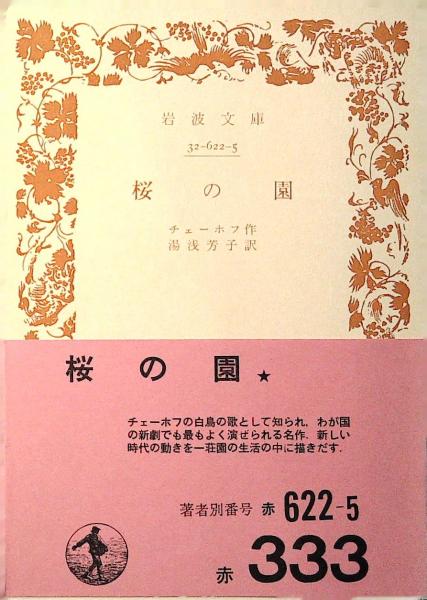 岩波文庫
32-622-5
桜の園
チェーホフ作
湯浅芳子訳
桜の園★
チェーホフの白鳥の歌として知られ，わが国
の新劇でも最もよく演ぜられる名作．新しい
時代の動きを一荘園の生活の中に描きだす．
著者別番号 赤 622-5
赤 333